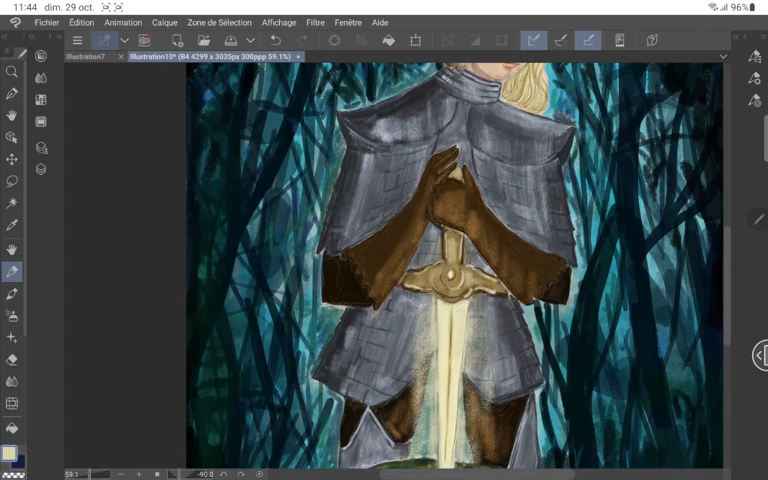 11:44 dim. 29 oct. 96%
Fichier Édition Animation Calque Zone de Sélection Affichage Filtre Fenêtre Aide
Illustration7 Illustration10* (B4 4299 x 3035px 300ppp 59.1%)
59.1 -90.0